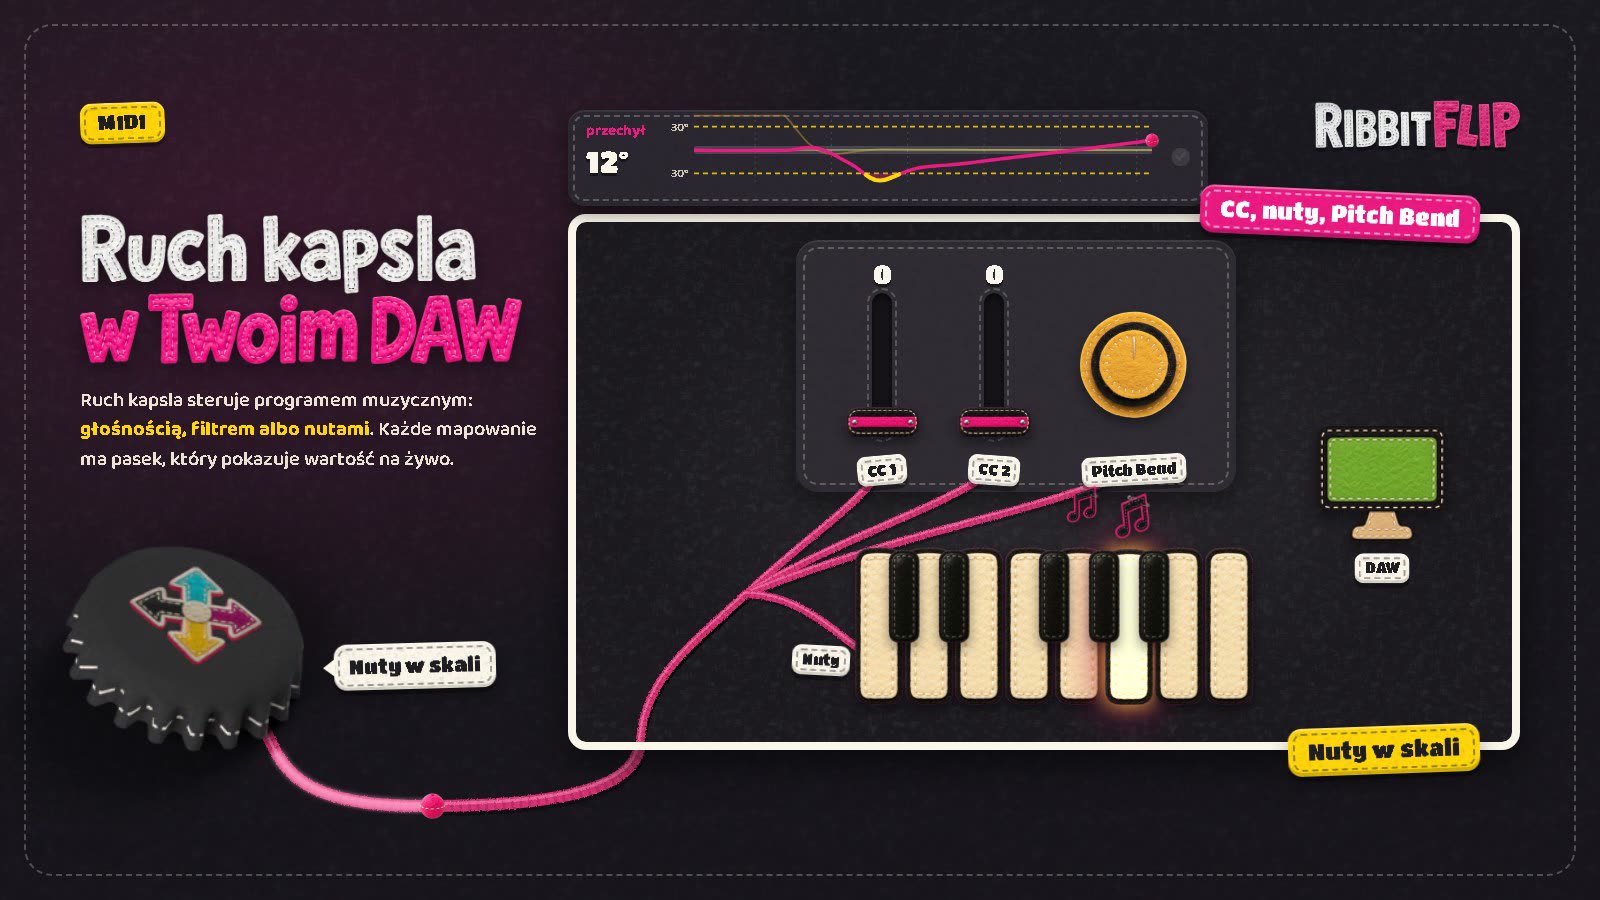 MIDI
przechył
12°
30°
30°
RIBBITFLIP
CC, nuty, Pitch Bend
Ruch kapsla
w Twoim DAW
Ruch kapsla steruje programem muzycznym:
głośnością, filtrem albo nutami. Każde mapowanie
ma pasek, który pokazuje wartość na żywo.
0
0
CC 1
CC 2
Pitch Bend
DAW
Nuty w skali
Nuty
Nuty w skali